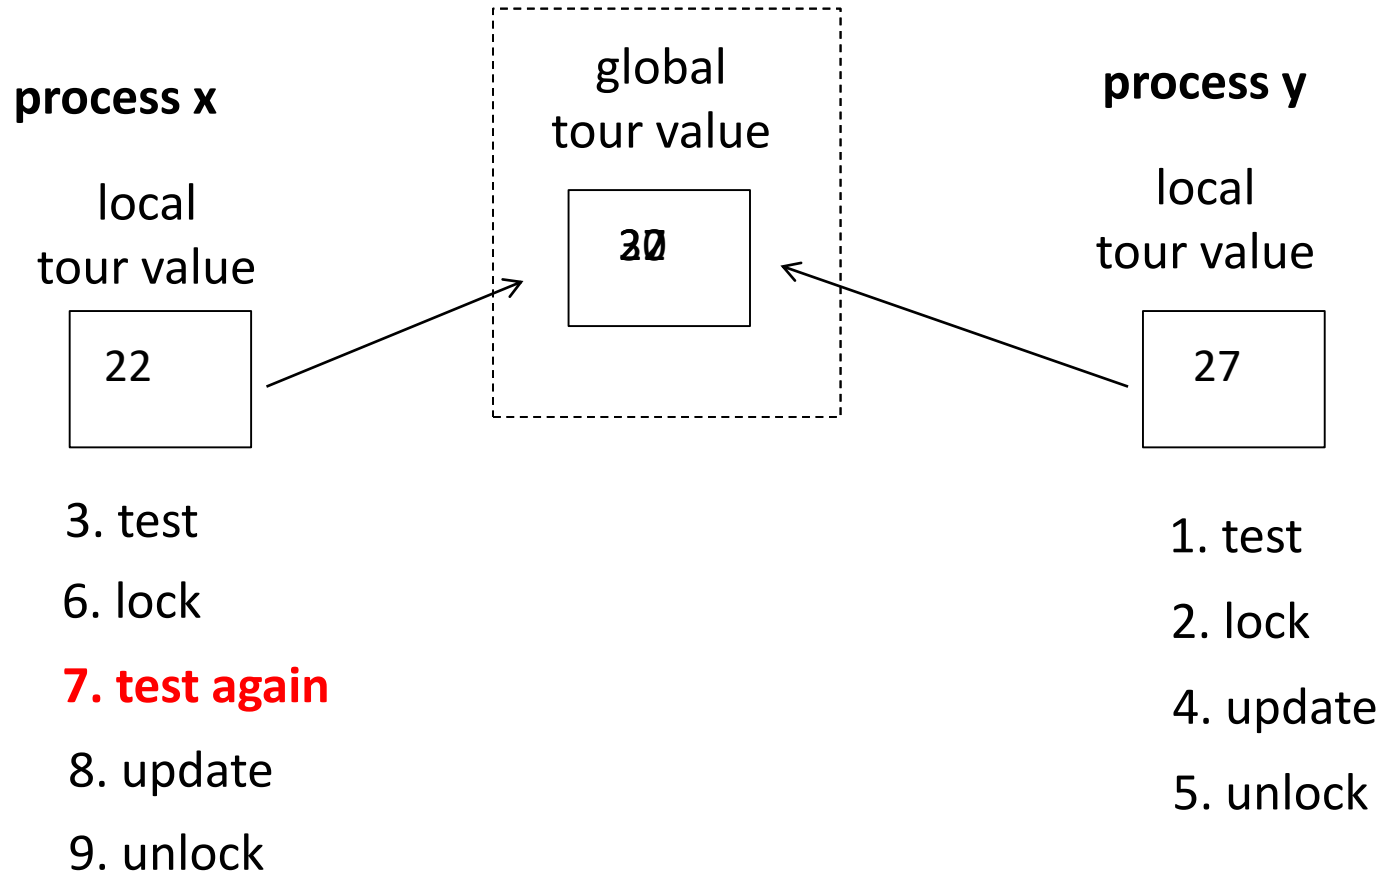 process x
local
tour value
22
3. test
6. lock
7. test again
8. update
9. unlock
global
tour value
process y
local
tour value
27
1. test
2. lock
4. update
5. unlock